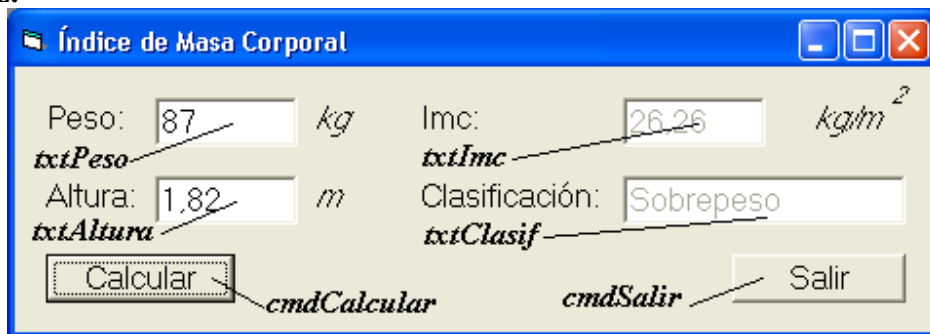 Índice de Masa Corporal
Peso: 87 kg Imc: 26,26 kg/m²
txtPeso txtImc
Altura: 1,82 m Clasificación: Sobrepeso
txtAltura txtClasif
Calcular cmdCalcular cmdSalir Salir